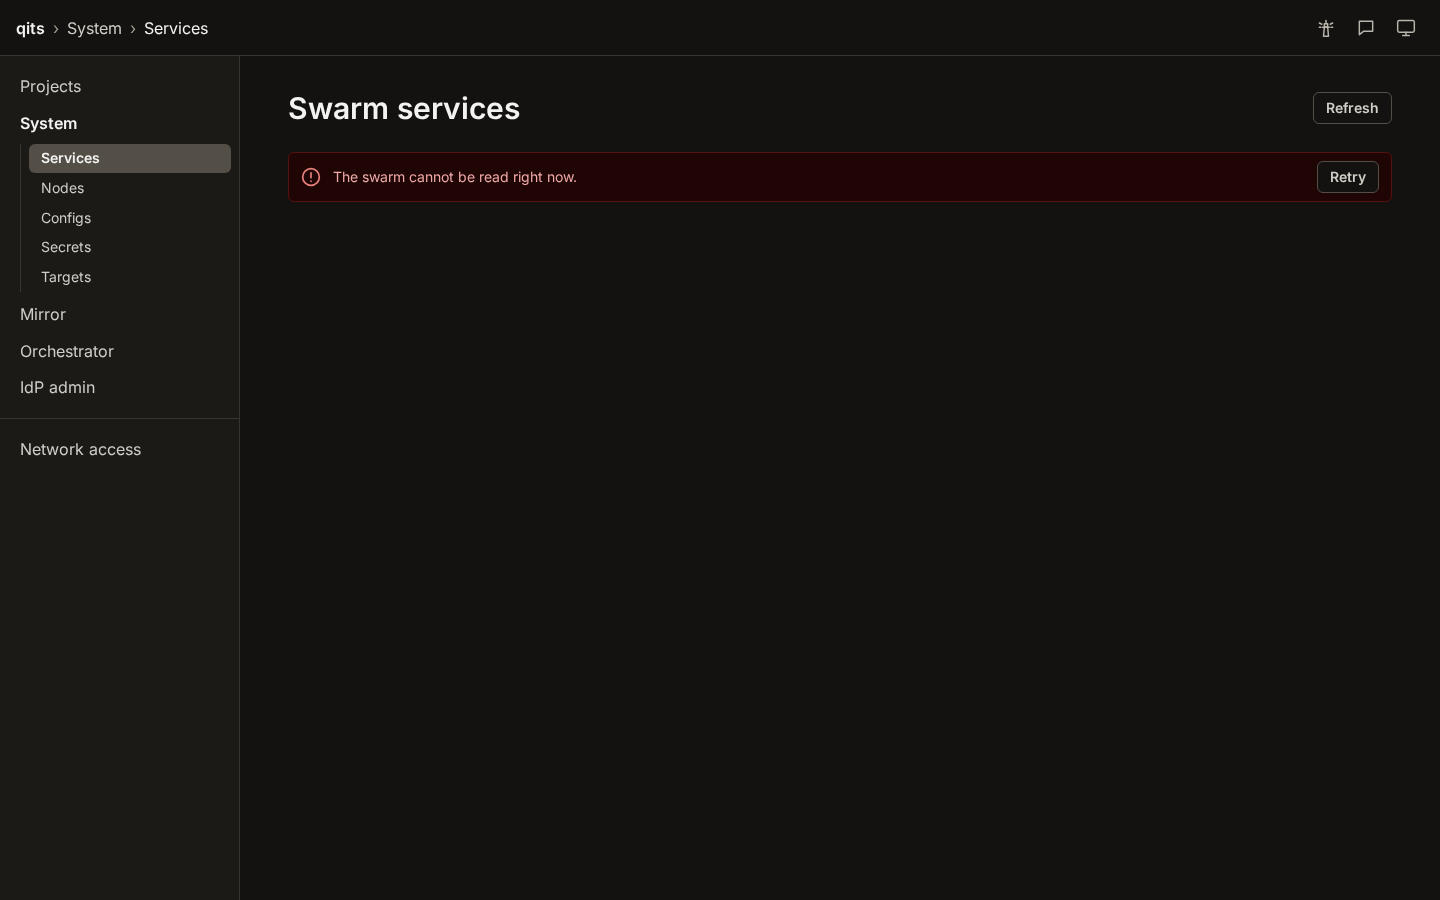 qits › System › Services
Projects
System
Services
Nodes
Configs
Secrets
Targets
Mirror
Orchestrator
IdP admin
Network access
Swarm services
Refresh
The swarm cannot be read right now.
Retry